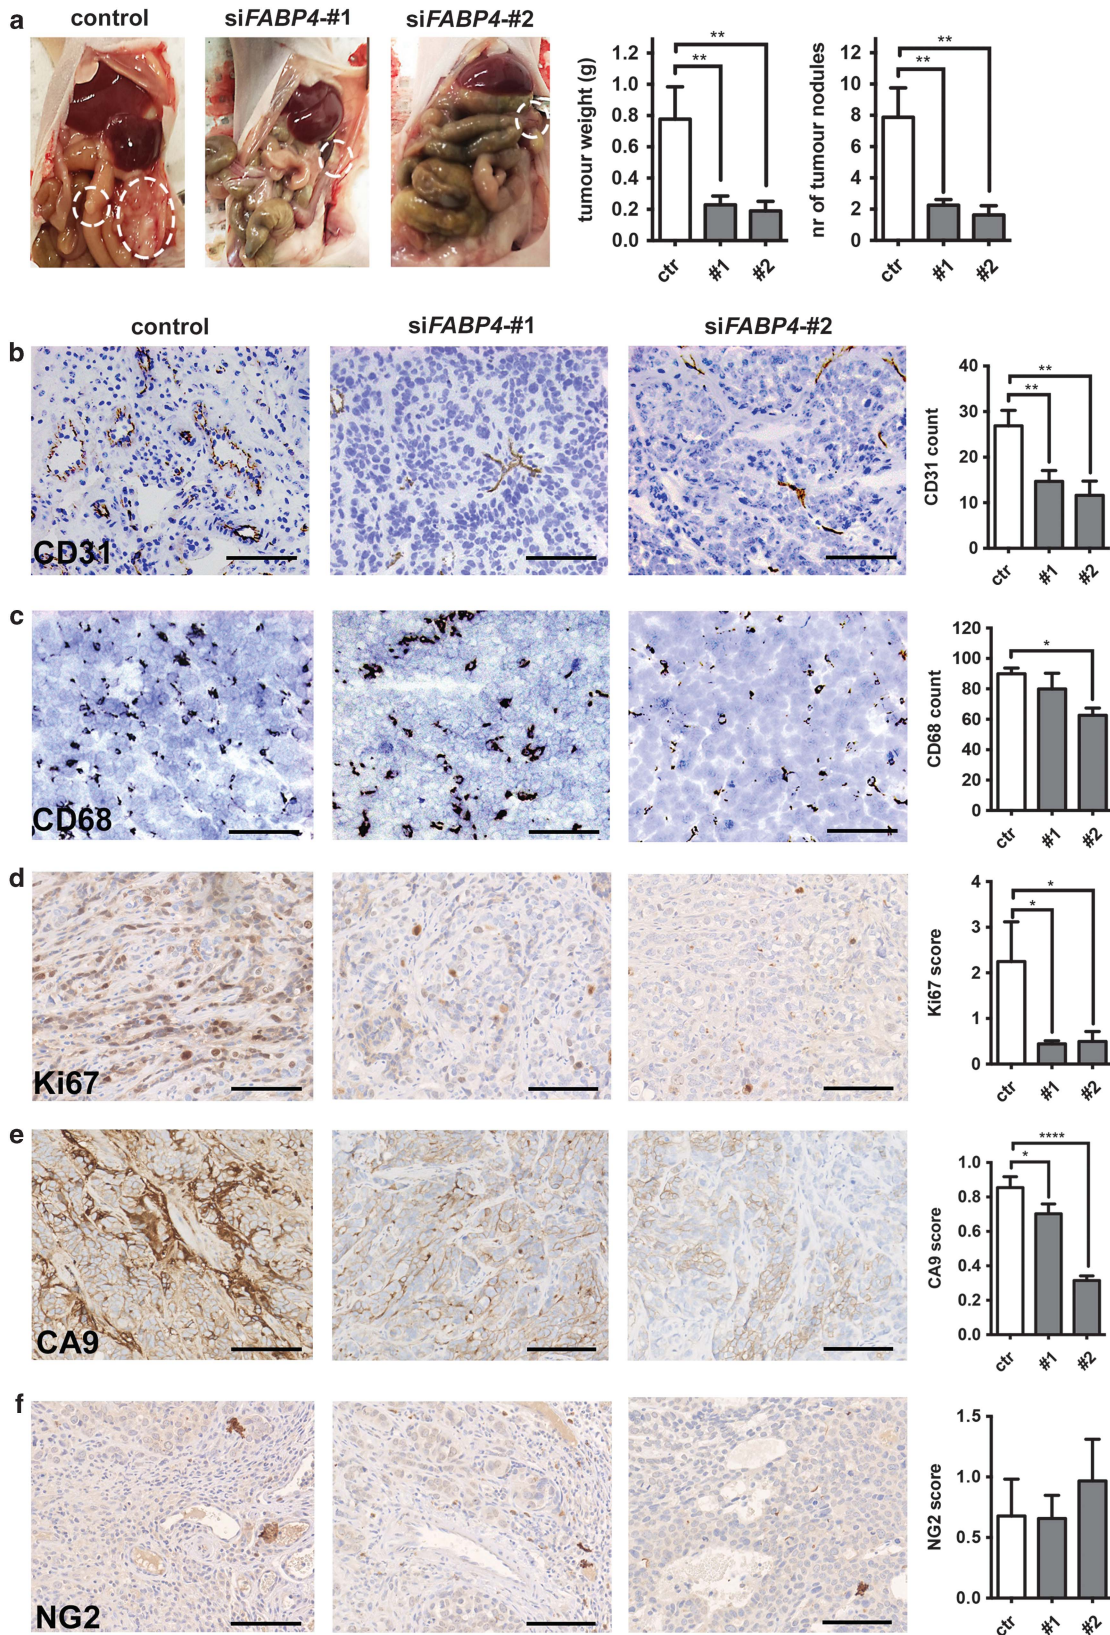 a
control
siFABP4-#1
siFABP4-#2
tumour weight (g)
1.2
1.0
0.8
0.6
0.4
0.2
0.0
**
**
ctr
#1
#2
nr of tumour nodules
12
10
8
6
4
2
0
**
**
ctr
#1
#2
control
siFABP4-#1
siFABP4-#2
b
CD31
CD31 count
40
30
20
10
0
**
**
ctr
#1
#2
c
CD68
CD68 count
120
100
80
60
40
20
0
*
ctr
#1
#2
d
Ki67
Ki67 score
4
3
2
1
0
*
*
ctr
#1
#2
e
CA9
CA9 score
1.0
0.8
0.6
0.4
0.2
0.0
****
*
ctr
#1
#2
f
NG2
NG2 score
1.5
1.0
0.5
0.0
ctr
#1
#2